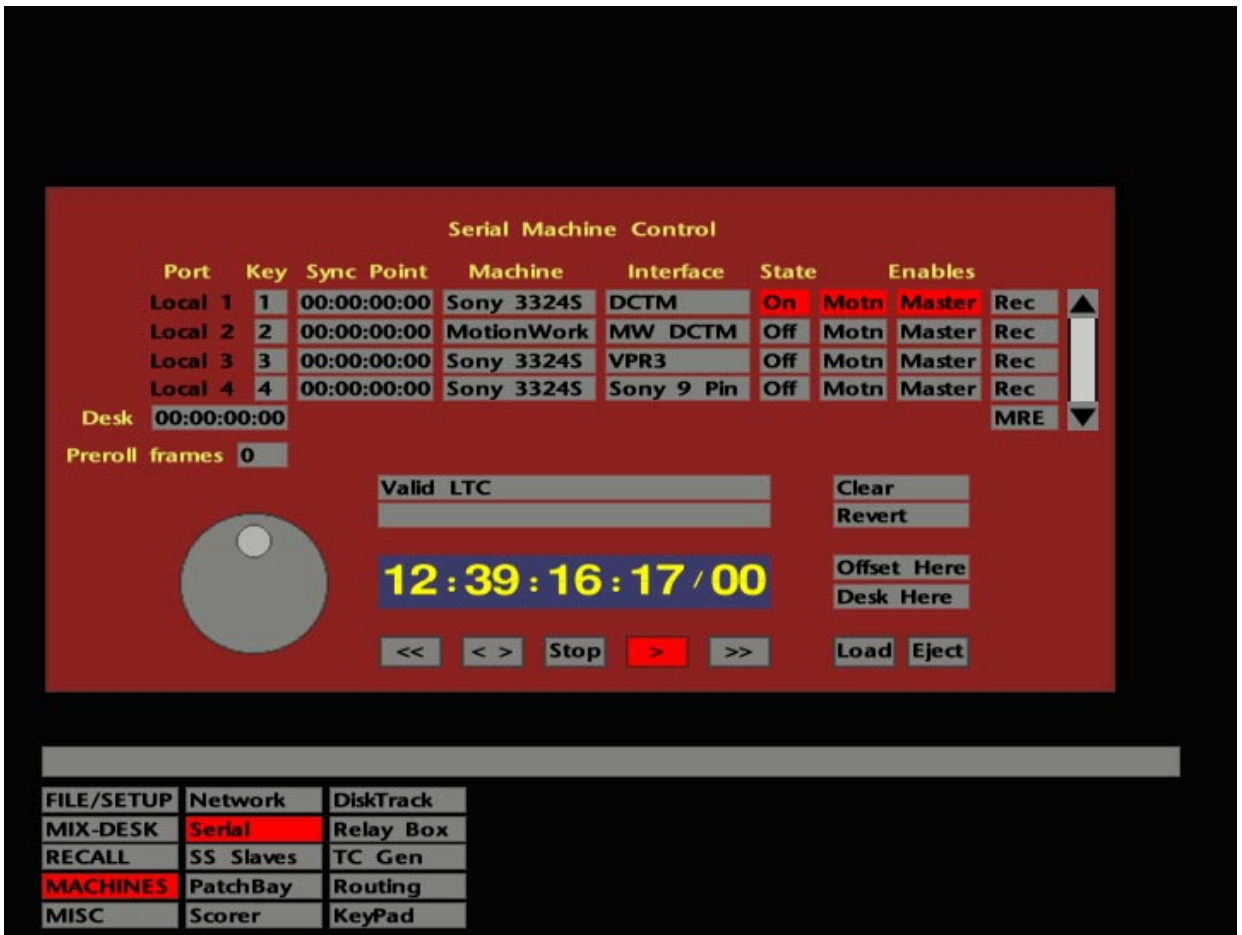 Serial Machine Control
Port Key Sync Point Machine Interface State Enables
Local 1 1 00:00:00:00 Sony 3324S DCTM On Motn Master Rec
Local 2 2 00:00:00:00 MotionWork MW DCTM Off Motn Master Rec
Local 3 3 00:00:00:00 Sony 3324S VPR3 Off Motn Master Rec
Local 4 4 00:00:00:00 Sony 3324S Sony 9 Pin Off Motn Master Rec
Desk 00:00:00:00 MRE
Preroll frames 0
Valid LTC Clear
Revert
12:39:16:17/00 Offset Here
Desk Here
<< < > Stop > >> Load Eject
FILE/SETUP Network DiskTrack
MIX-DESK Serial Relay Box
RECALL SS Slaves TC Gen
MACHINES PatchBay Routing
MISC Scorer KeyPad